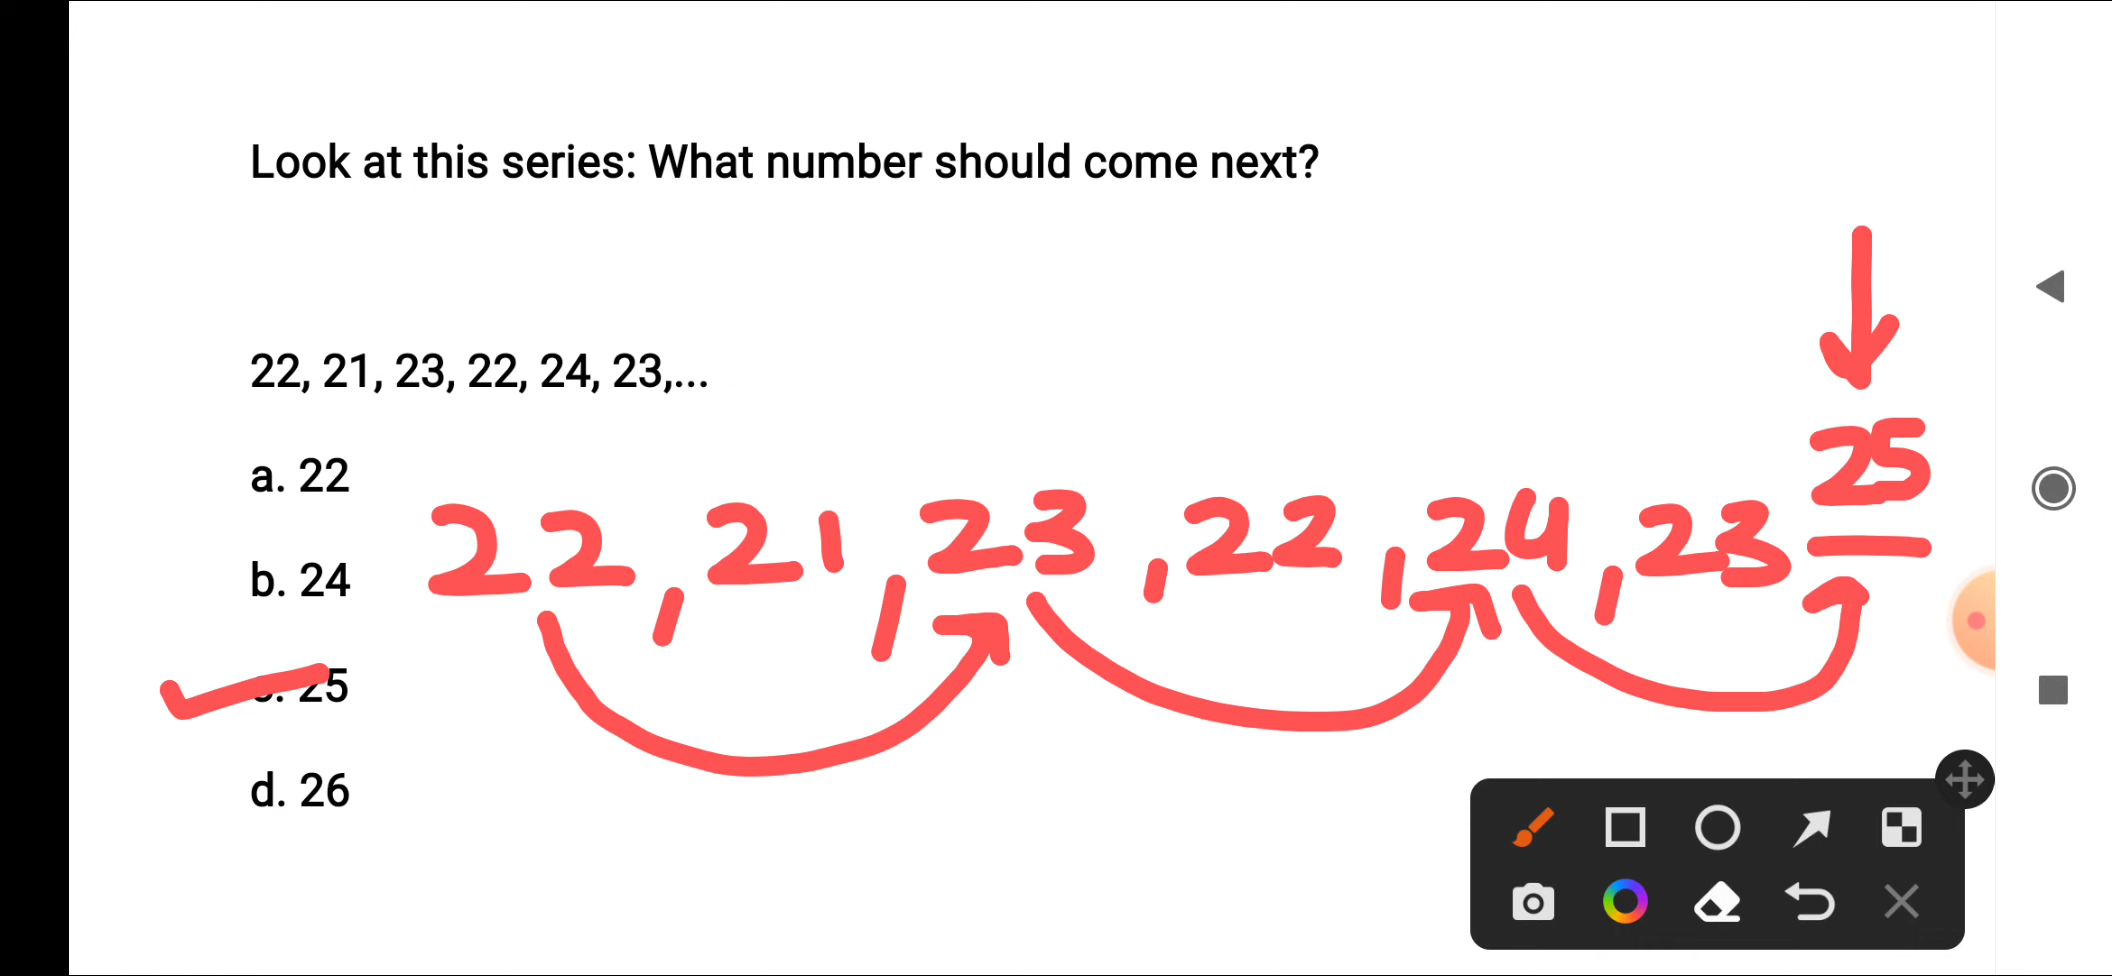 Look at this series: What number should come next?
22, 21, 23, 22, 24, 23,...
25
a. 22
22, 21, 23, 22, 24, 23
b. 24
25
d. 26